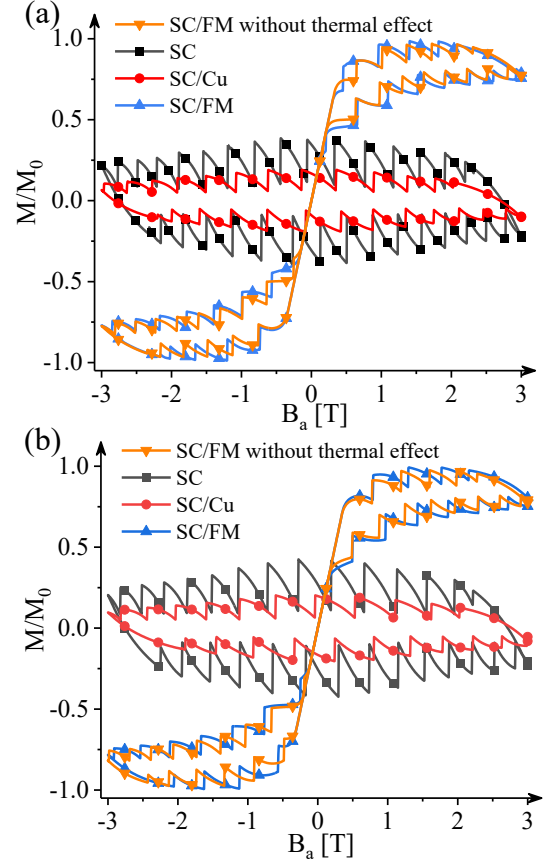 (a)
SC/FM without thermal effect
SC
SC/Cu
SC/FM
M/M₀
1.0
0.5
0.0
-0.5
-1.0
-3 -2 -1 0 1 2 3
Bₐ [T]
(b)
SC/FM without thermal effect
SC
SC/Cu
SC/FM
M/M₀
1.0
0.5
0.0
-0.5
-1.0
-3 -2 -1 0 1 2 3
Bₐ [T]